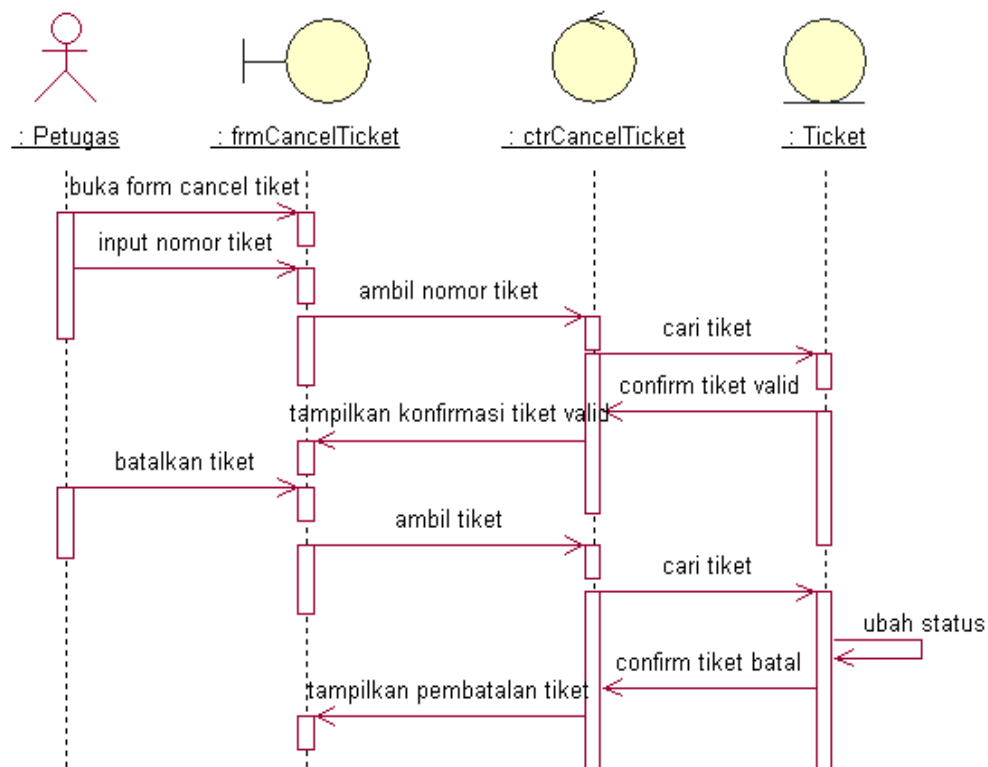 : Petugas
: frmCancelTicket
: ctrCancelTicket
: Ticket
buka form cancel tiket
input nomor tiket
ambil nomor tiket
cari tiket
confirm tiket valid
tampilkan konfirmasi tiket valid
batalkan tiket
ambil tiket
cari tiket
ubah status
confirm tiket batal
tampilkan pembatalan tiket